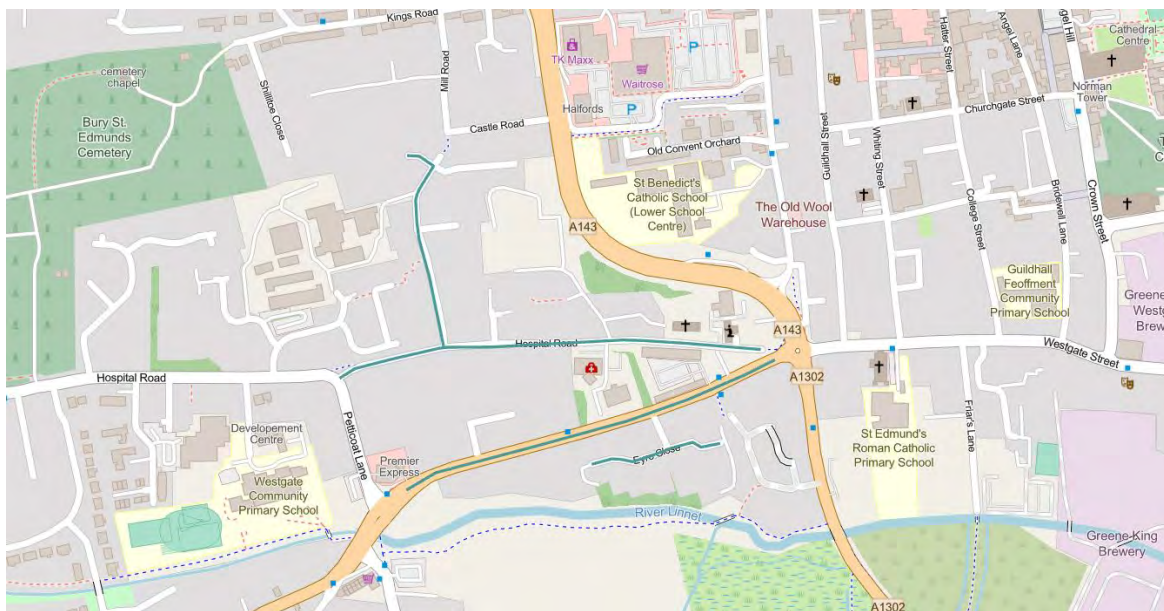 Kings Road
cemetery
chapel
Shillitoe Close
Bury St.
Edmunds
Cemetery
Mill Road
TK Maxx
Waitrose
P
Halfords
P
Castle Road
Old Convent Orchard
St Benedict's
Catholic School
(Lower School
Centre)
A143
The Old Wool
Warehouse
Guildhall Street
Whiting Street
Hatter Street
Angel Lane
Angel Hill
Cathedral
Centre
Norman
Tower
Churchgate Street
College Street
Bridewell Lane
Crown Street
Guildhall
Feoffment
Community
Primary School
A143
Westgate Street
Hospital Road
Hospital Road
A1302
Petticoat Lane
Developement
Centre
Westgate
Community
Primary School
Premier
Express
Eyre Close
St Edmund's
Roman Catholic
Primary School
Friar's Lane
River Linnet
Greene-King
Brewery
A1302